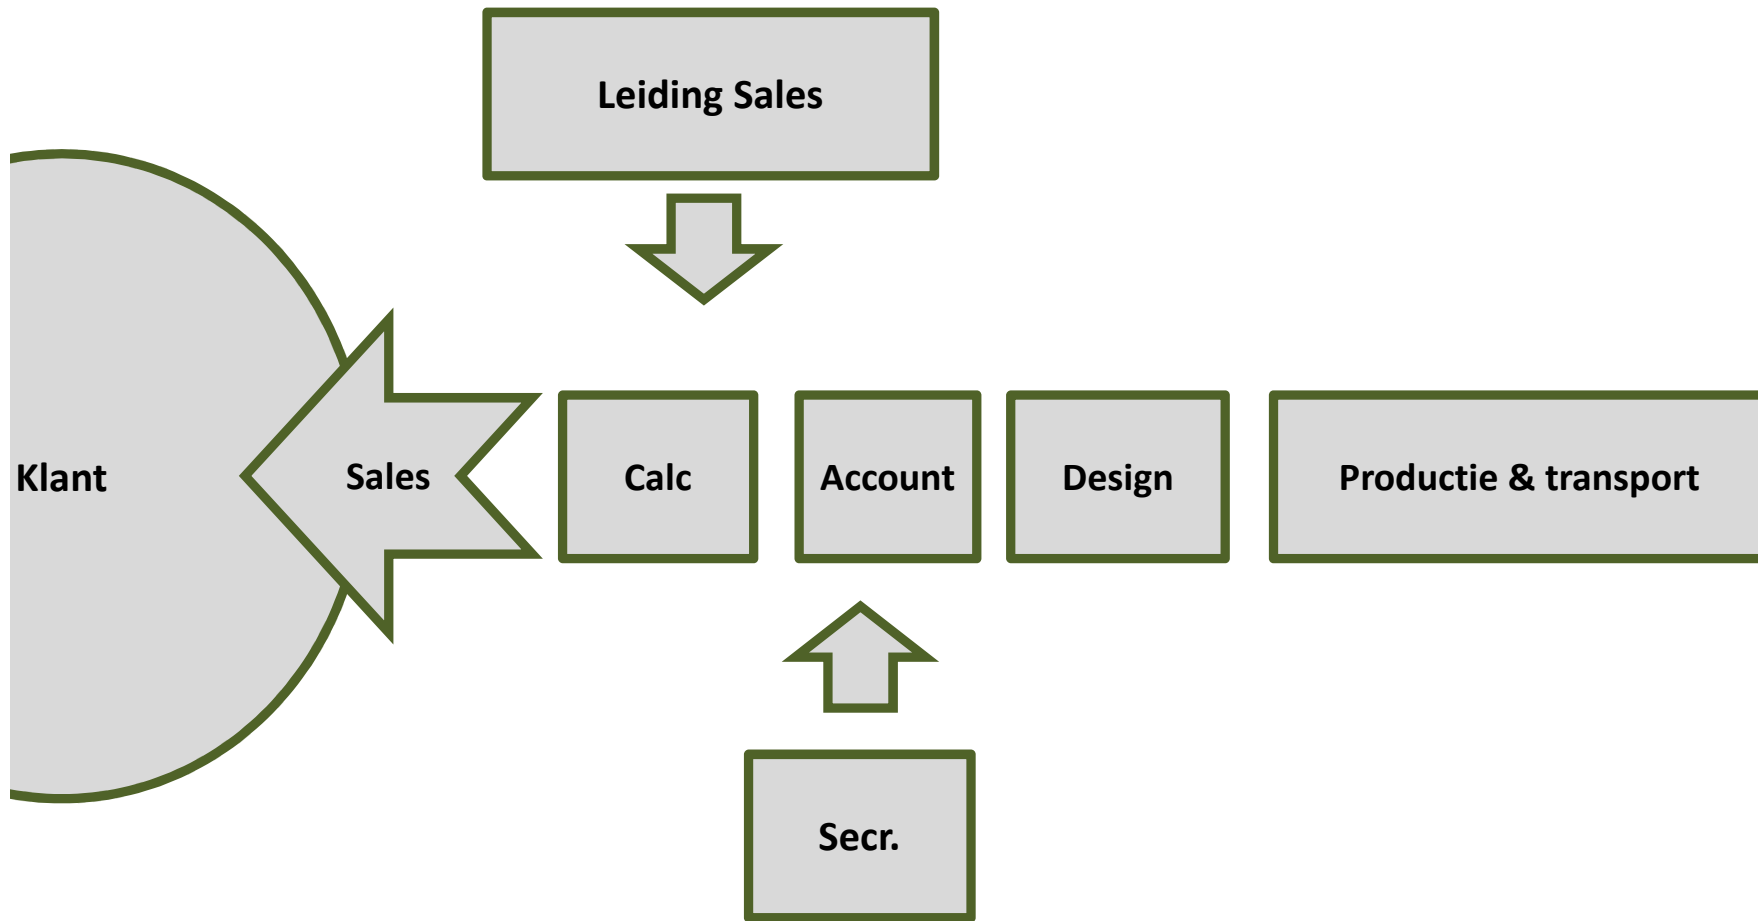 Leiding Sales
Klant
Sales
Calc
Account
Design
Productie & transport
Secr.